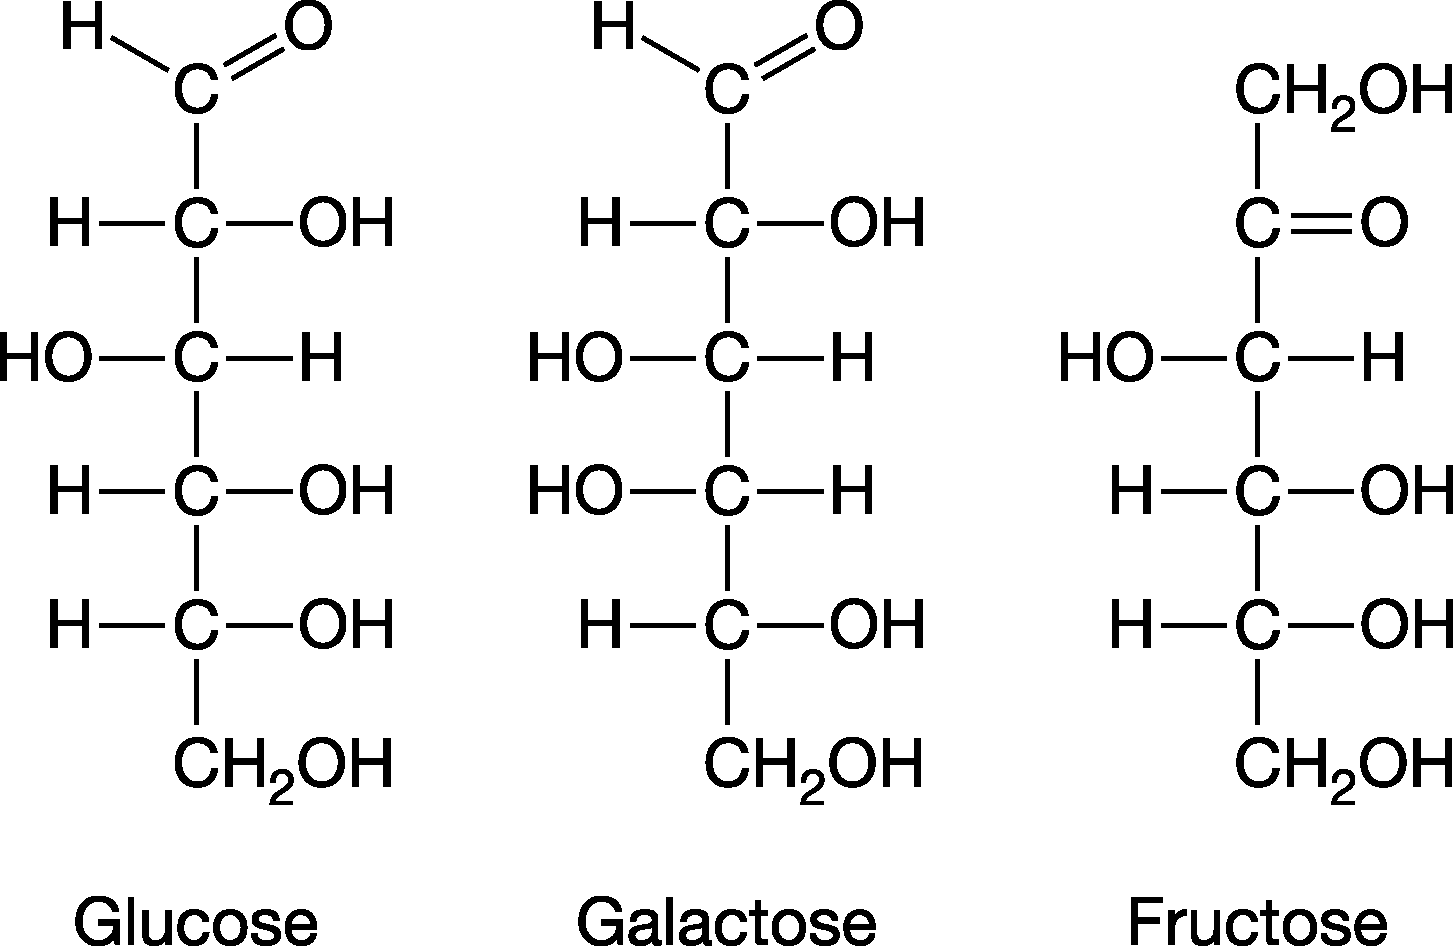 H O H O
C C CH₂OH
H C OH H C OH C O
HO C H HO C H HO C H
H C OH HO C H H C OH
H C OH H C OH H C OH
CH₂OH CH₂OH CH₂OH
Glucose Galactose Fructose